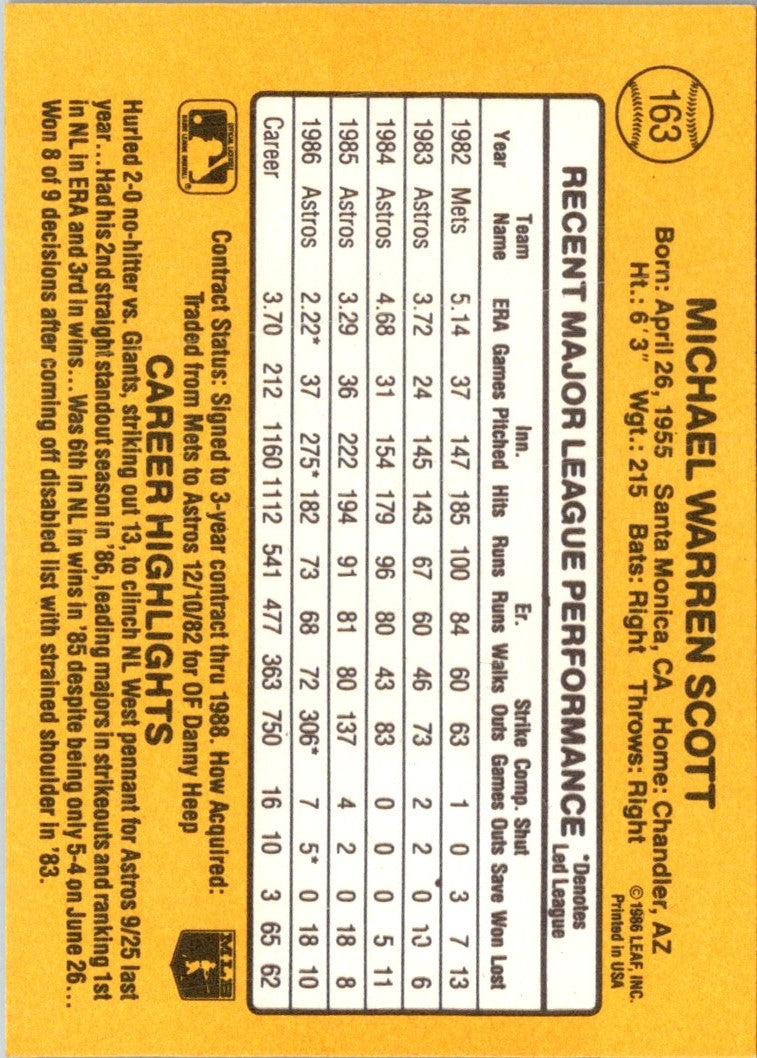 163
MICHAEL WARREN SCOTT
Born: April 26, 1955 Santa Monica, CA Home: Chandler, AZ
Ht.: 6'3" Wgt.: 215 Bats: Right Throws: Right
©1986 LEAF, INC.
Printed in USA
RECENT MAJOR LEAGUE PERFORMANCE *Denotes
Led League
Team Inn. Er. Strike Comp. Shut
Year Name ERA Games Pitched Hits Runs Runs Walks Outs Games Outs Save Won Lost
1982 Mets 5.14 37 147 185 100 84 60 63 1 0 3 7 13
1983 Astros 3.72 24 145 143 67 60 46 73 2 2 0 10 6
1984 Astros 4.68 31 154 179 96 80 43 83 0 0 0 5 11
1985 Astros 3.29 36 222 194 91 81 80 137 4 2 0 18 8
1986 Astros 2.22* 37 275* 182 73 68 72 306* 7 5* 0 18 10
Career 3.70 212 1160 1112 541 477 363 750 16 10 3 65 62
Contract Status: Signed to 3-year contract thru 1988. How Acquired:
Traded from Mets to Astros 12/10/82 for OF Danny Heep
MLB
CAREER HIGHLIGHTS
Hurled 2-0 no-hitter vs. Giants, striking out 13, to clinch NL West pennant for Astros 9/25 last
year...Had his 2nd straight standout season in '86, leading majors in strikeouts and ranking 1st
in NL in ERA and 3rd in wins...Was 6th in NL in wins in '85 despite being only 5-4 on June 26...
Won 8 of 9 decisions after coming off disabled list with strained shoulder in '83.